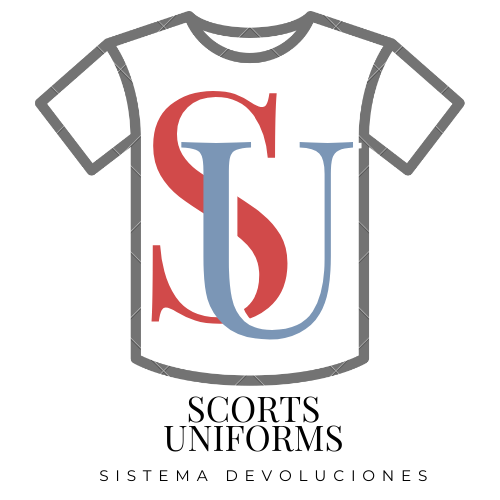 SU
SCORTS
UNIFORMS
SISTEMA DEVOLUCIONES